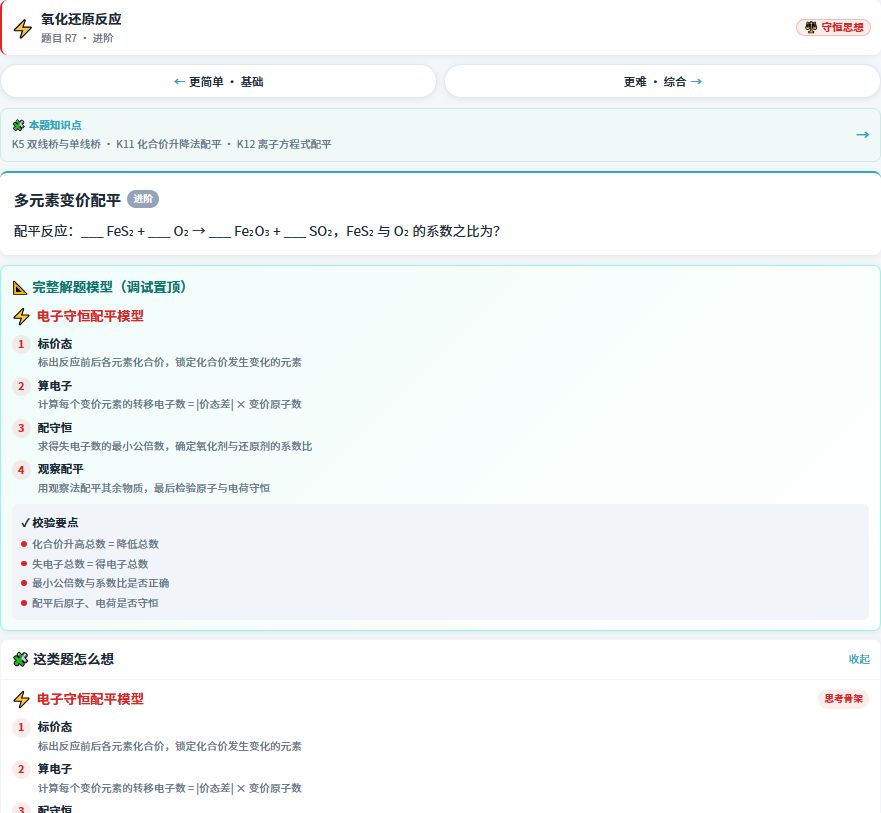 氧化还原反应
题目 R7 · 进阶
守恒思想
← 更简单 · 基础
更难 · 综合 →
本题知识点
K5 双线桥与单线桥 · K11 化合价升降法配平 · K12 离子方程式配平
→
多元素变价配平 进阶
配平反应：___ FeS₂ + ___ O₂ → ___ Fe₂O₃ + ___ SO₂，FeS₂ 与 O₂ 的系数之比为？
完整解题模型（调试置顶）
电子守恒配平模型
1 标价态
标出反应前后各元素化合价，锁定化合价发生变化的元素
2 算电子
计算每个变价元素的转移电子数 = |价态差| × 变价原子数
3 配守恒
求得失电子数的最小公倍数，确定氧化剂与还原剂的系数比
4 观察配平
用观察法配平其余物质，最后检验原子与电荷守恒
✓ 校验要点
化合价升高总数 = 降低总数
失电子总数 = 得电子总数
最小公倍数与系数比是否正确
配平后原子、电荷是否守恒
这类题怎么想
收起
电子守恒配平模型
思考骨架
1 标价态
标出反应前后各元素化合价，锁定化合价发生变化的元素
2 算电子
计算每个变价元素的转移电子数 = |价态差| × 变价原子数
3 配守恒